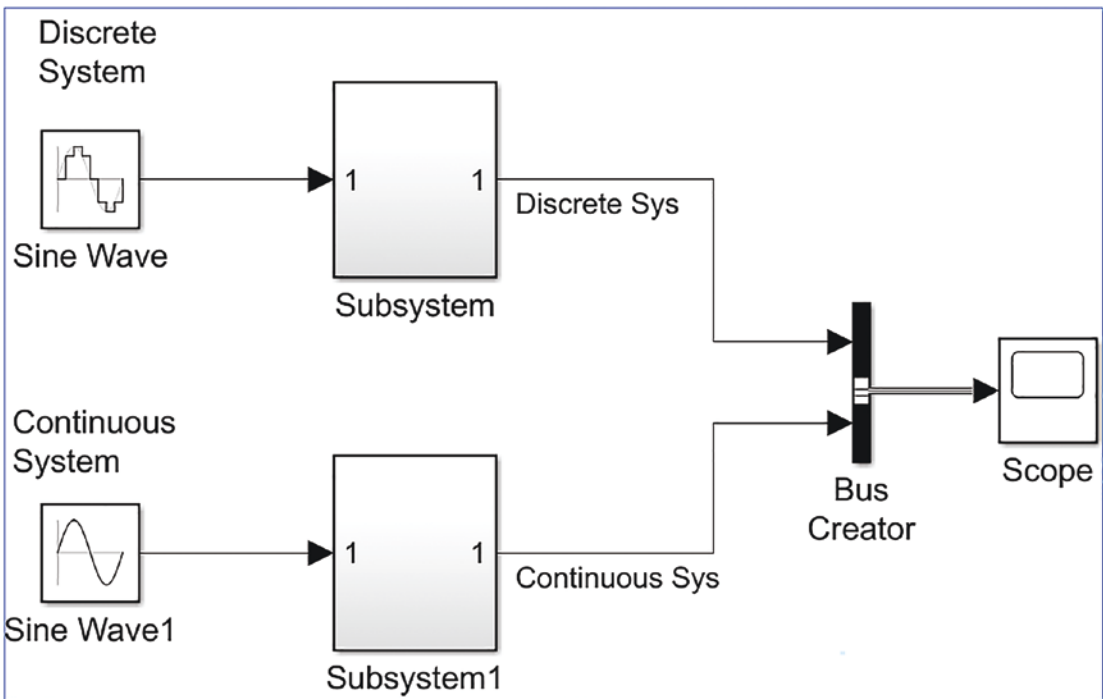 Discrete
System
Sine Wave
1
1
Subsystem
Discrete Sys
Continuous
System
Sine Wave1
1
1
Subsystem1
Continuous Sys
Bus
Creator
Scope